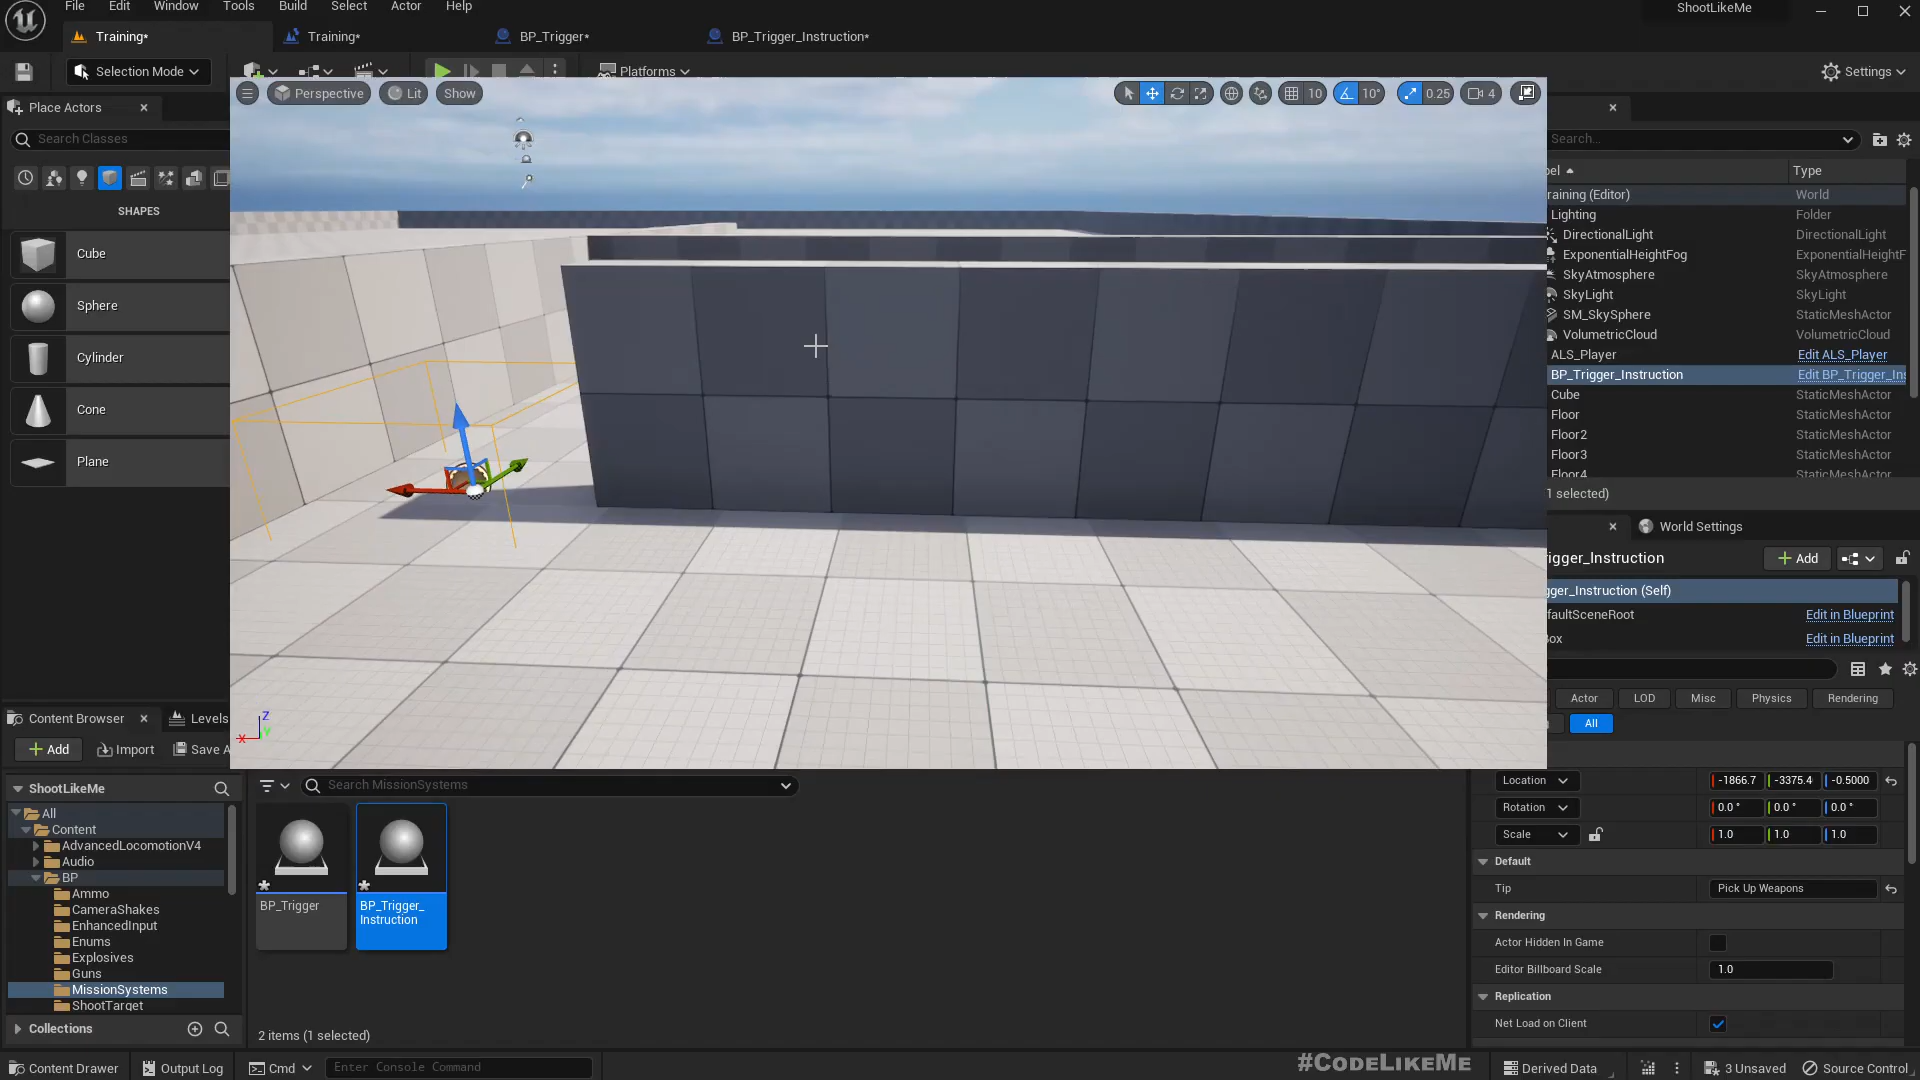 File Edit Window Tools Build Select Actor Help
ShootLikeMe
Training*
Training*
BP_Trigger*
BP_Trigger_Instruction*
Selection Mode
Platforms
Settings
Place Actors
Search Classes
SHAPES
Cube
Sphere
Cylinder
Cone
Plane
Perspective
Lit
Show
10
10°
0.25
4
Z
X
Y
Search...
bel
Type
raining (Editor) World
Lighting Folder
DirectionalLight DirectionalLight
ExponentialHeightFog ExponentialHeightF
SkyAtmosphere SkyAtmosphere
SkyLight SkyLight
SM_SkySphere StaticMeshActor
VolumetricCloud VolumetricCloud
ALS_Player Edit ALS_Player
BP_Trigger_Instruction Edit BP_Trigger_Ins
Cube StaticMeshActor
Floor StaticMeshActor
Floor2 StaticMeshActor
Floor3 StaticMeshActor
Floor4 StaticMeshActor
1 selected)
World Settings
rigger_Instruction
Add
gger_Instruction (Self)
faultSceneRoot Edit in Blueprint
Box Edit in Blueprint
Actor LOD Misc Physics Rendering
All
Location -1866.7 -3375.4 -0.5000
Rotation 0.0 ° 0.0 ° 0.0 °
Scale 1.0 1.0 1.0
Default
Tip Pick Up Weapons
Rendering
Actor Hidden In Game
Editor Billboard Scale 1.0
Replication
Net Load on Client
Content Browser
Levels
Add Import Save A
ShootLikeMe
All
Content
AdvancedLocomotionV4
Audio
BP
Ammo
CameraShakes
EnhancedInput
Enums
Explosives
Guns
MissionSystems
ShootTarget
Collections
Search MissionSystems
BP_Trigger
BP_Trigger_
Instruction
2 items (1 selected)
#CODELIKEME
Content Drawer
Output Log
Cmd
Enter Console Command
Derived Data
3 Unsaved
Source Control